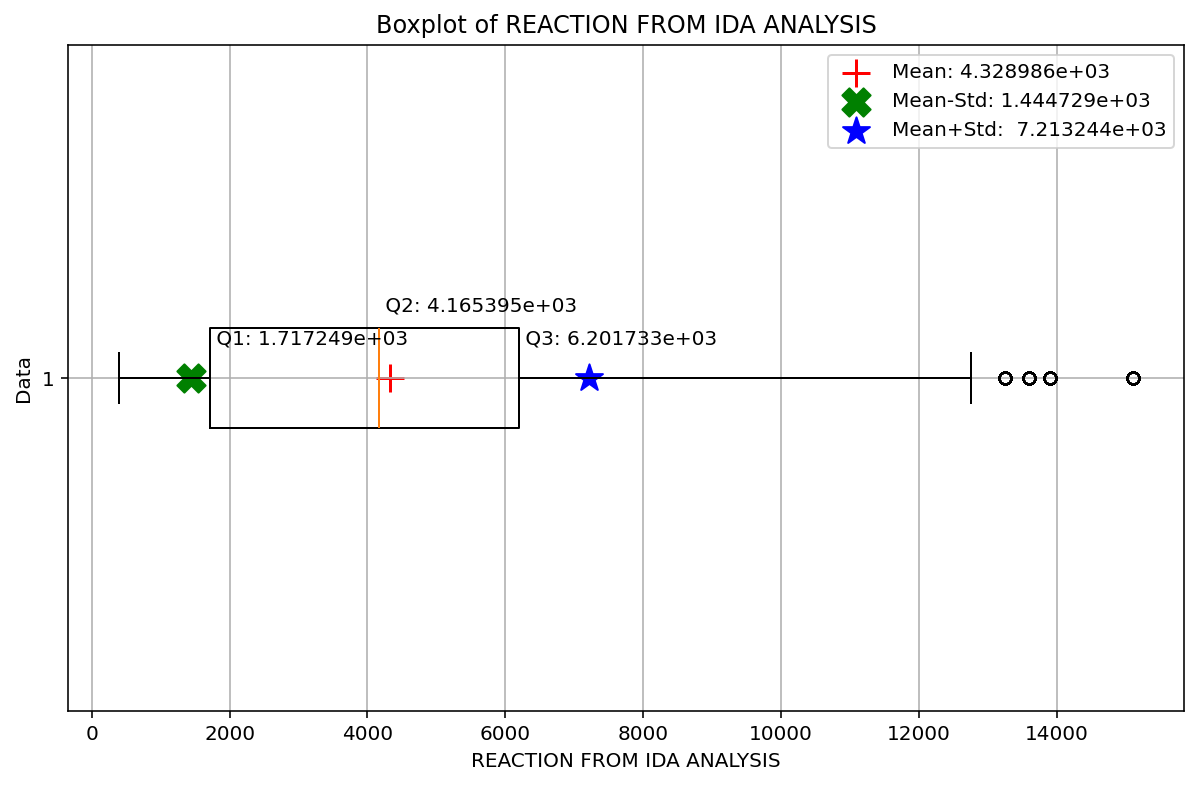 Boxplot of REACTION FROM IDA ANALYSIS
Mean: 4.328986e+03
Mean-Std: 1.444729e+03
Mean+Std:  7.213244e+03
Q2: 4.165395e+03
Q1: 1.717249e+03
Q3: 6.201733e+03
Data
1
0 2000 4000 6000 8000 10000 12000 14000
REACTION FROM IDA ANALYSIS